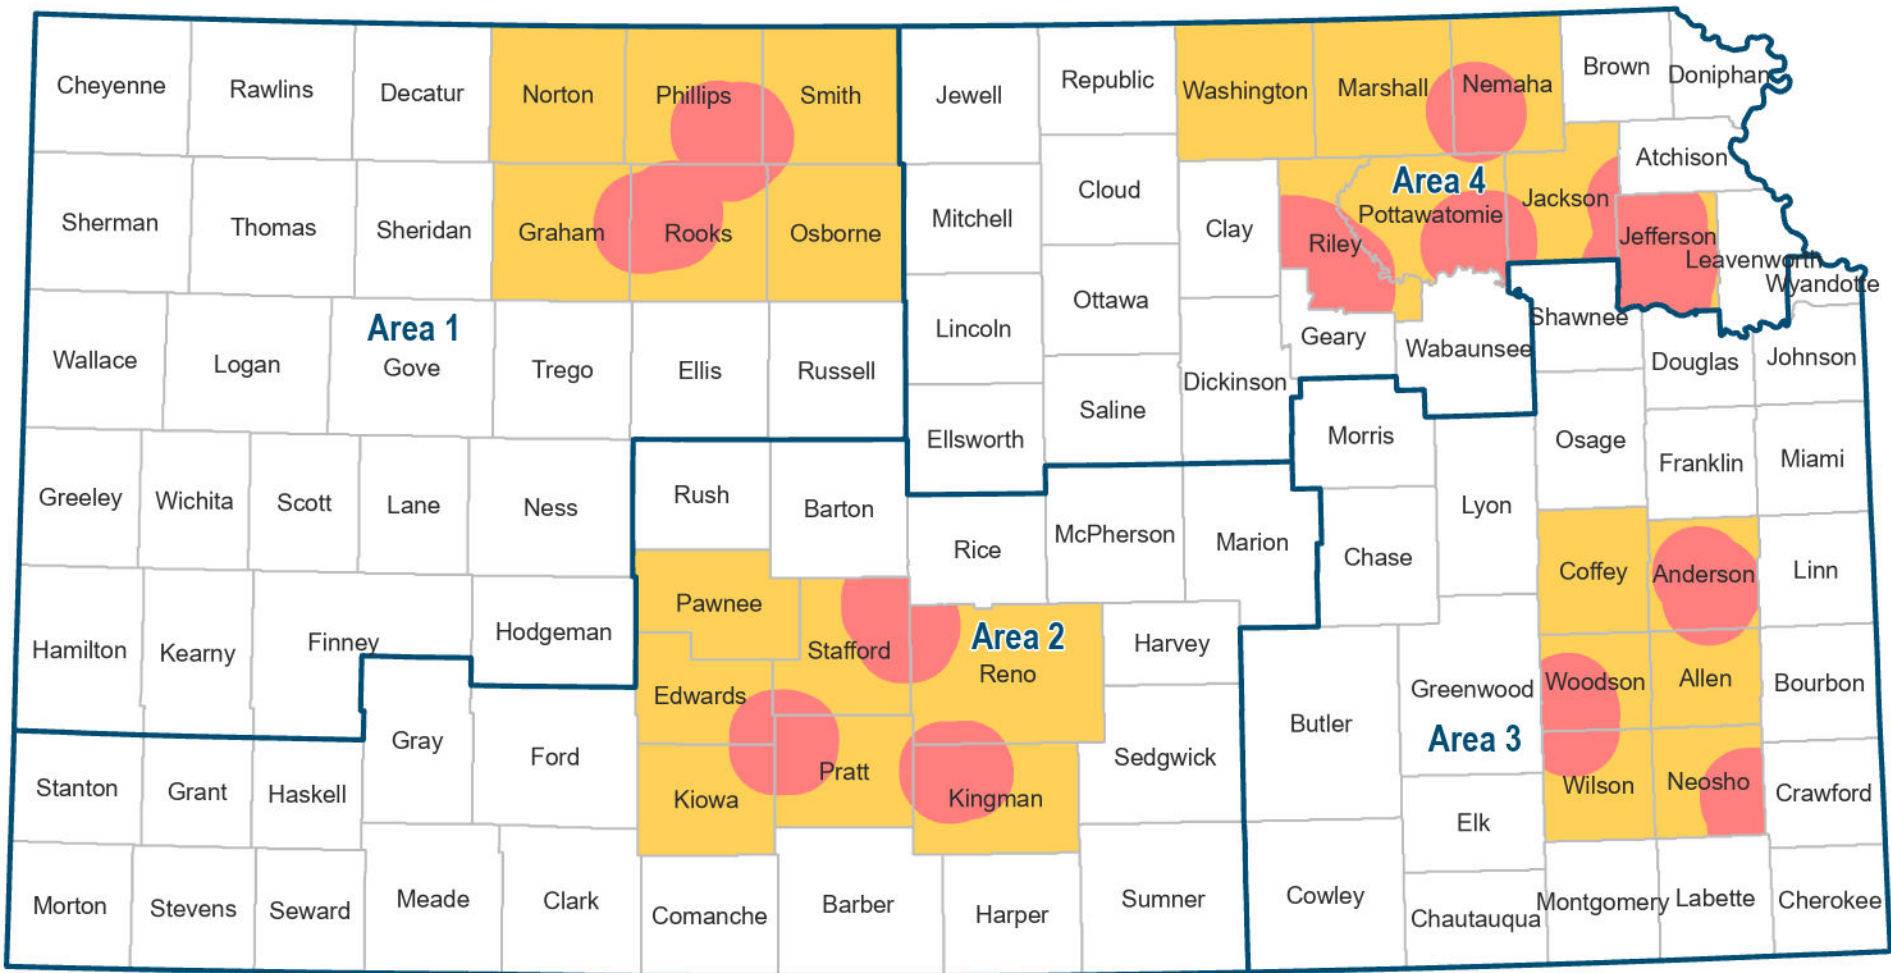 Cheyenne
Rawlins
Decatur
Norton
Phillips
Smith
Jewell
Republic
Washington
Marshall
Nemaha
Brown
Doniphan
Sherman
Thomas
Sheridan
Graham
Rooks
Osborne
Mitchell
Cloud
Clay
Riley
Area 4
Pottawatomie
Jackson
Atchison
Jefferson
Leavenworth
Wyandotte
Area 1
Wallace
Logan
Gove
Trego
Ellis
Russell
Lincoln
Ottawa
Saline
Dickinson
Geary
Wabaunsee
Shawnee
Douglas
Johnson
Ellsworth
Morris
Osage
Franklin
Miami
Greeley
Wichita
Scott
Lane
Ness
Rush
Barton
Rice
McPherson
Marion
Chase
Lyon
Coffey
Anderson
Linn
Hamilton
Kearny
Finney
Hodgeman
Pawnee
Stafford
Area 2
Reno
Harvey
Edwards
Greenwood
Woodson
Allen
Bourbon
Area 3
Butler
Gray
Ford
Kiowa
Pratt
Kingman
Sedgwick
Elk
Wilson
Neosho
Crawford
Stanton
Grant
Haskell
Morton
Stevens
Seward
Meade
Clark
Comanche
Barber
Harper
Sumner
Cowley
Chautauqua
Montgomery
Labette
Cherokee